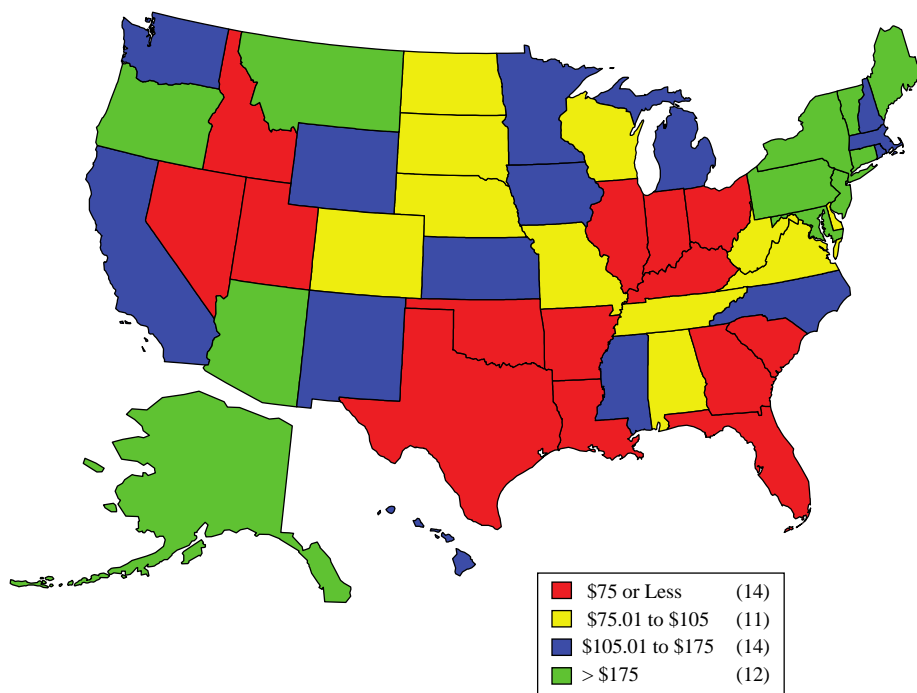 $75 or Less (14)
$75.01 to $105 (11)
$105.01 to $175 (14)
> $175 (12)